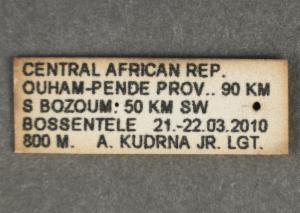 CENTRAL AFRICAN REP.
OUHAM-PENDE PROV.. 90 KM
S BOZOUM: 50 KM SW
BOSSENTELE 21.-22.03.2010
800 M. A. KUDRNA JR. LGT.